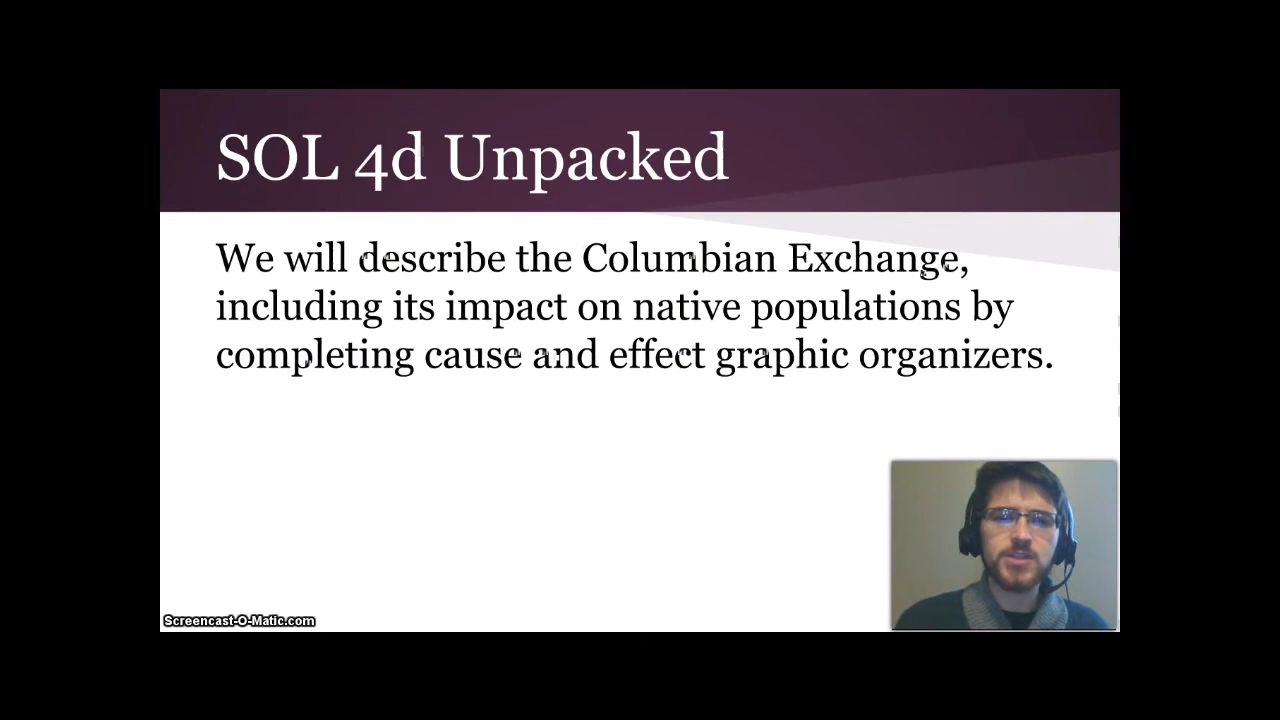 SOL 4d Unpacked
We will describe the Columbian Exchange,
including its impact on native populations by
completing cause and effect graphic organizers.
Screencast-O-Matic.com